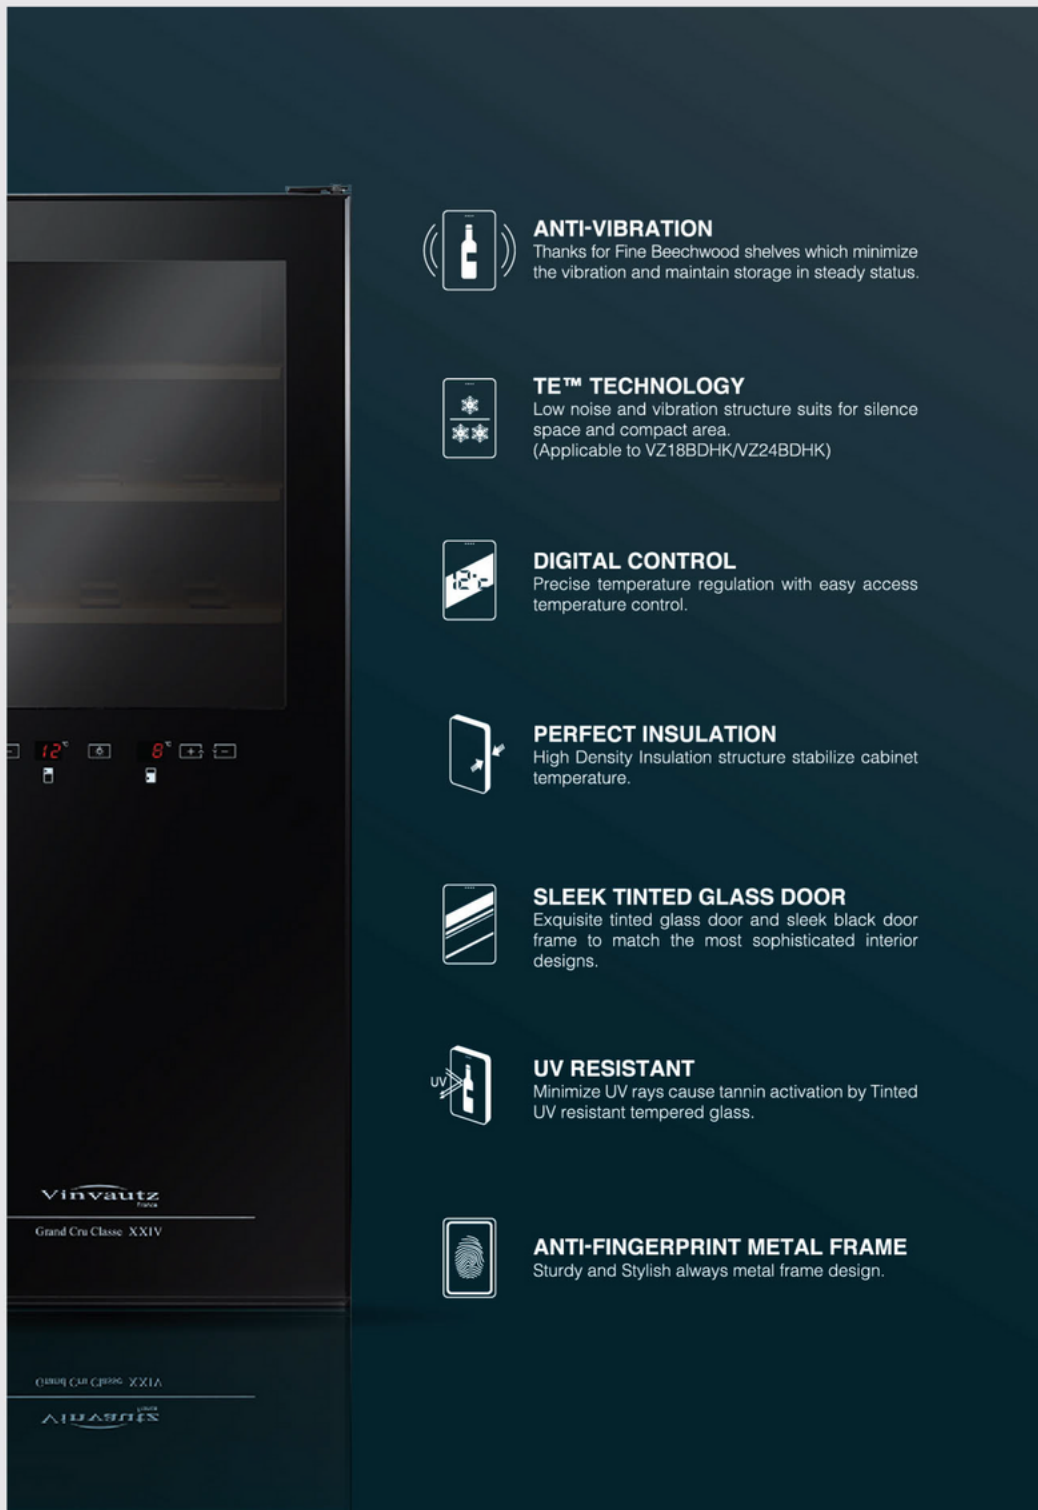 ANTI-VIBRATION
Thanks for Fine Beechwood shelves which minimize
the vibration and maintain storage in steady status.
TE™ TECHNOLOGY
Low noise and vibration structure suits for silence
space and compact area.
(Applicable to VZ18BDHK/VZ24BDHK)
12°C
DIGITAL CONTROL
Precise temperature regulation with easy access
temperature control.
PERFECT INSULATION
High Density Insulation structure stabilize cabinet
temperature.
12°C 8°C
SLEEK TINTED GLASS DOOR
Exquisite tinted glass door and sleek black door
frame to match the most sophisticated interior
designs.
UV
UV RESISTANT
Minimize UV rays cause tannin activation by Tinted
UV resistant tempered glass.
Vinvautz
France
Grand Cru Classe XXIV
ANTI-FINGERPRINT METAL FRAME
Sturdy and Stylish always metal frame design.